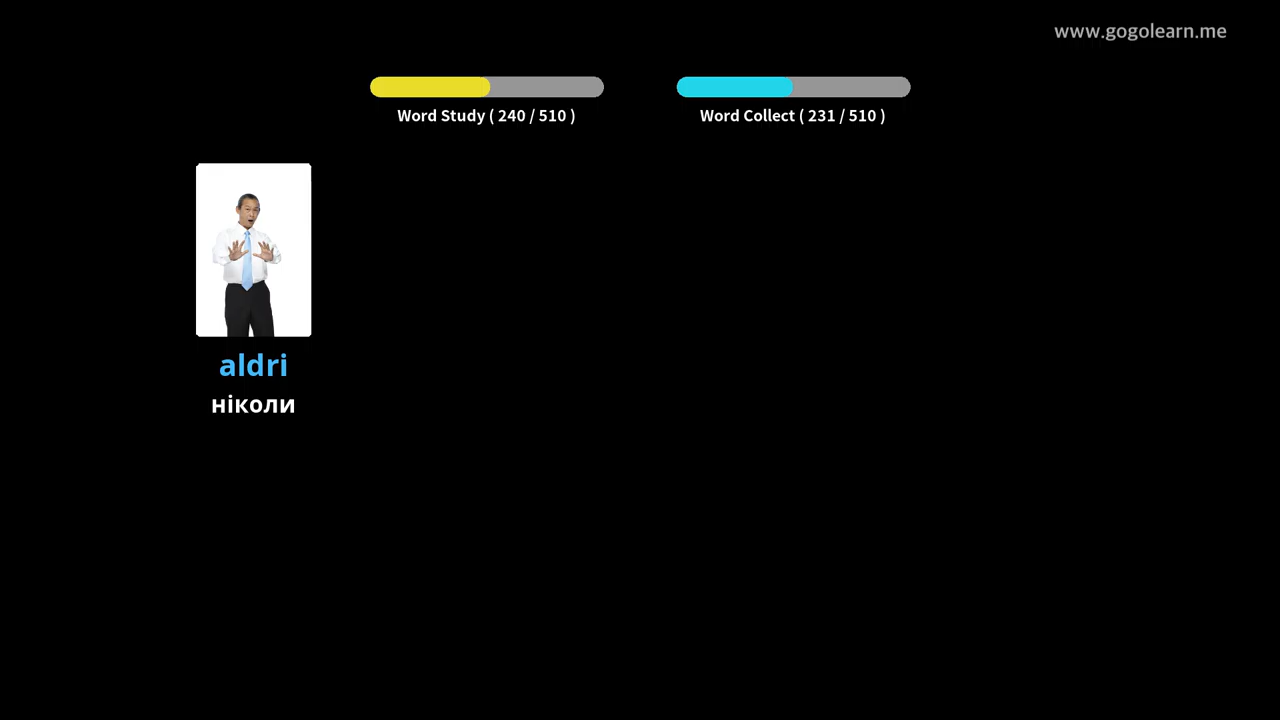 www.gogolearn.me
Word Study ( 240 / 510 )
Word Collect ( 231 / 510 )
aldri
ніколи